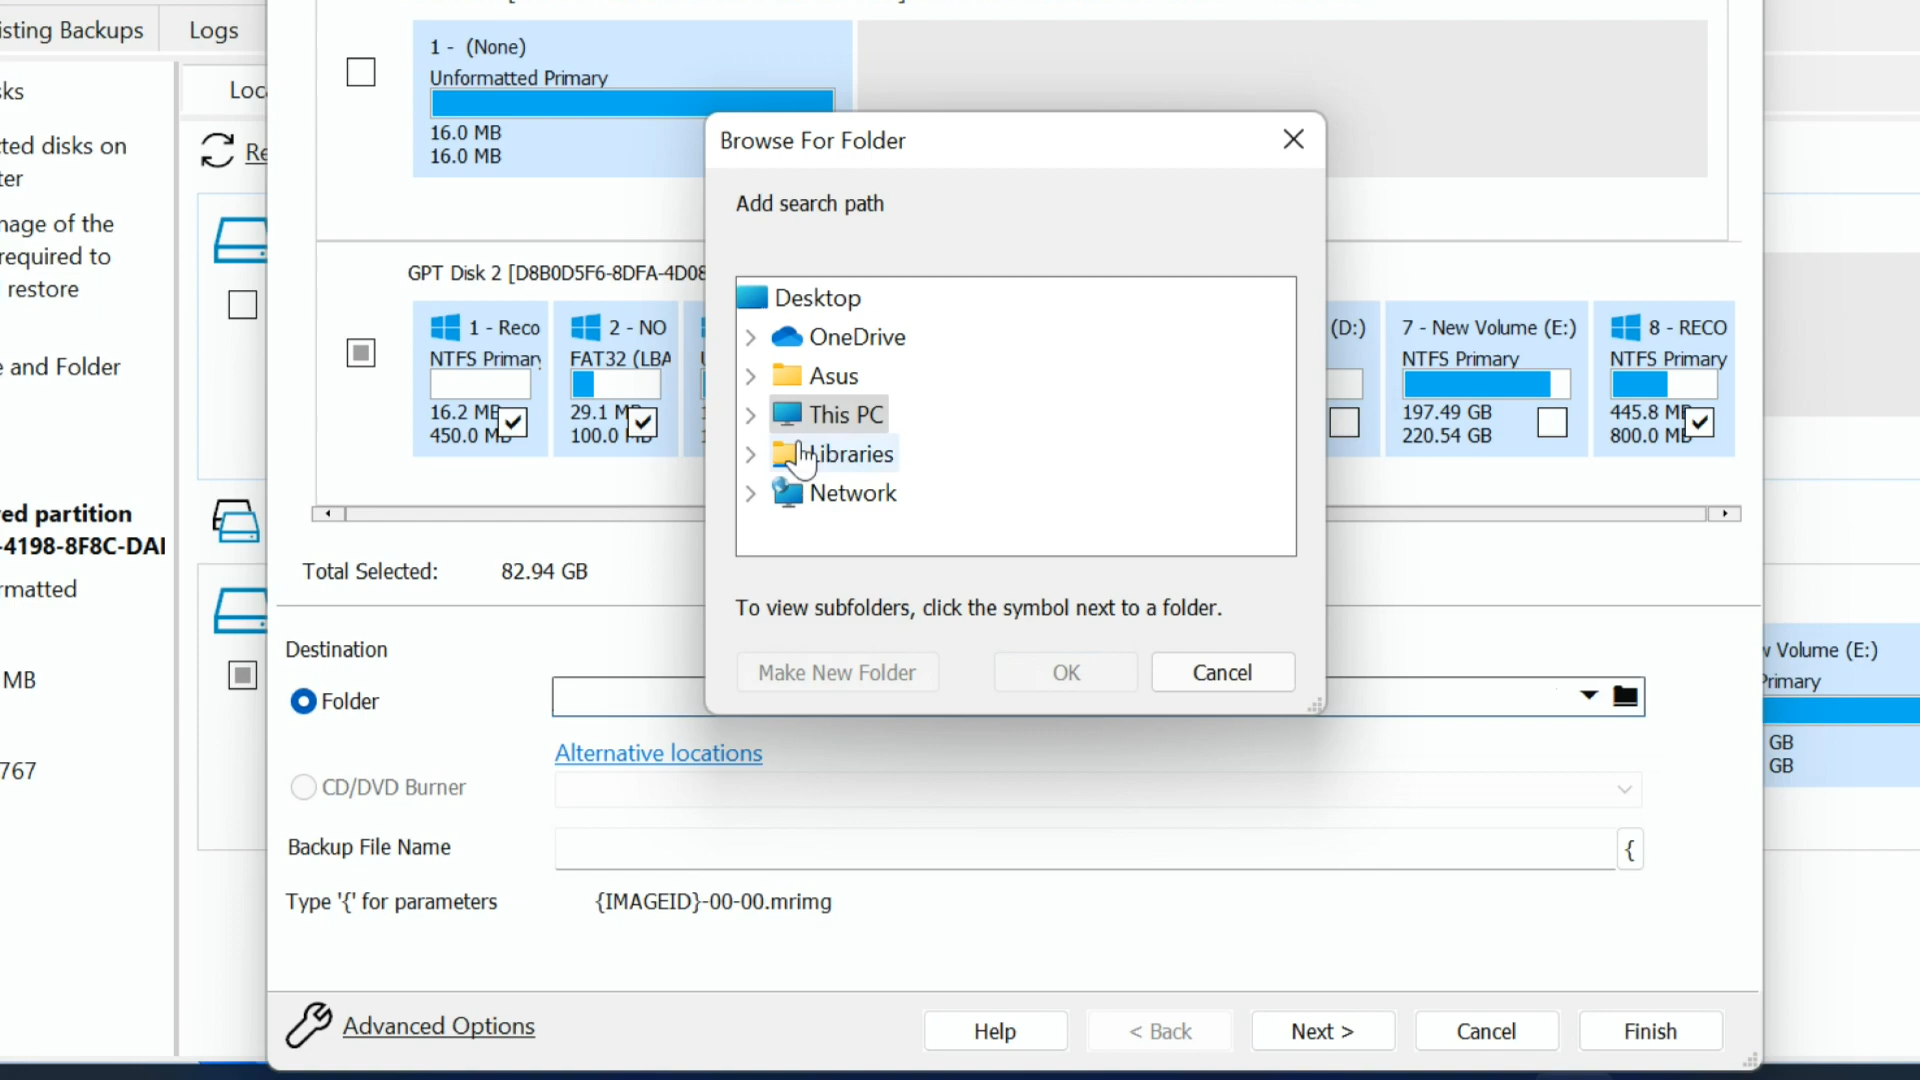 isting Backups
Logs
sks
cted disks on
ter
mage of the
required to
restore
e and Folder
red partition
-4198-8F8C-DAI
rmatted
MB
767
Loc
Re
1 - (None)
Unformatted Primary
16.0 MB
16.0 MB
GPT Disk 2 [D8B0D5F6-8DFA-4D08
1 - Reco
NTFS Primary
16.2 MB
450.0 MB
2 - NO
FAT32 (LBA
29.1 MB
100.0 MB
(D:)
7 - New Volume (E:)
NTFS Primary
197.49 GB
220.54 GB
8 - RECO
NTFS Primary
445.8 MB
800.0 MB
Browse For Folder
Add search path
Desktop
OneDrive
Asus
This PC
Libraries
Network
To view subfolders, click the symbol next to a folder.
Make New Folder
OK
Cancel
Total Selected: 82.94 GB
Destination
Folder
Alternative locations
CD/DVD Burner
Backup File Name
{
Type '{' for parameters
{IMAGEID}-00-00.mrimg
w Volume (E:)
Primary
GB
GB
Advanced Options
Help
< Back
Next >
Cancel
Finish